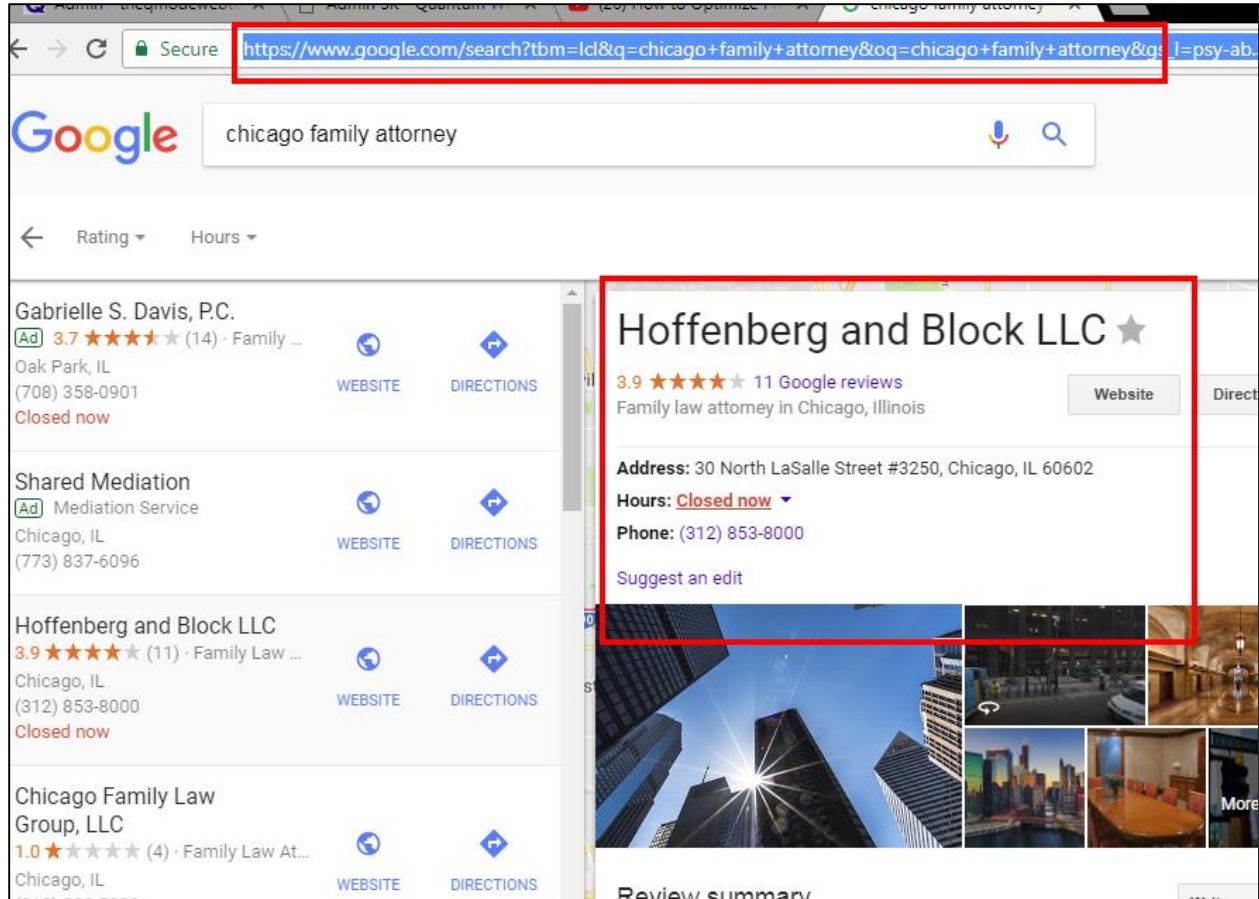 Secure
https://www.google.com/search?tbm=lcl&q=chicago+family+attorney&oq=chicago+family+attorney&gs_l=psy-ab...
Google
chicago family attorney
Rating
Hours
Gabrielle S. Davis, P.C.
Ad 3.7 (14) · Family ...
Oak Park, IL
(708) 358-0901
Closed now
WEBSITE
DIRECTIONS
Shared Mediation
Ad Mediation Service
Chicago, IL
(773) 837-6096
WEBSITE
DIRECTIONS
Hoffenberg and Block LLC
3.9 (11) · Family Law ...
Chicago, IL
(312) 853-8000
Closed now
WEBSITE
DIRECTIONS
Chicago Family Law
Group, LLC
1.0 (4) · Family Law At...
Chicago, IL
WEBSITE
DIRECTIONS
Hoffenberg and Block LLC
3.9 11 Google reviews
Family law attorney in Chicago, Illinois
Website
Direct
Address: 30 North LaSalle Street #3250, Chicago, IL 60602
Hours: Closed now
Phone: (312) 853-8000
Suggest an edit
More
Review summary